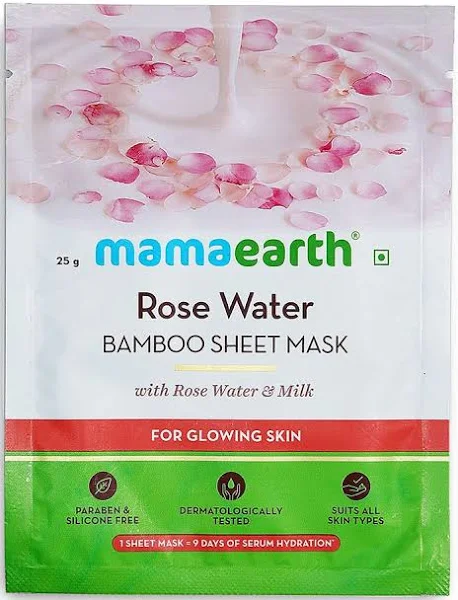 25 g mamaearth®
Rose Water
BAMBOO SHEET MASK
with Rose Water & Milk
FOR GLOWING SKIN
PARABEN &
SILICONE FREE
DERMATOLOGICALLY
TESTED
SUITS ALL
SKIN TYPES
1 SHEET MASK = 9 DAYS OF SERUM HYDRATION*